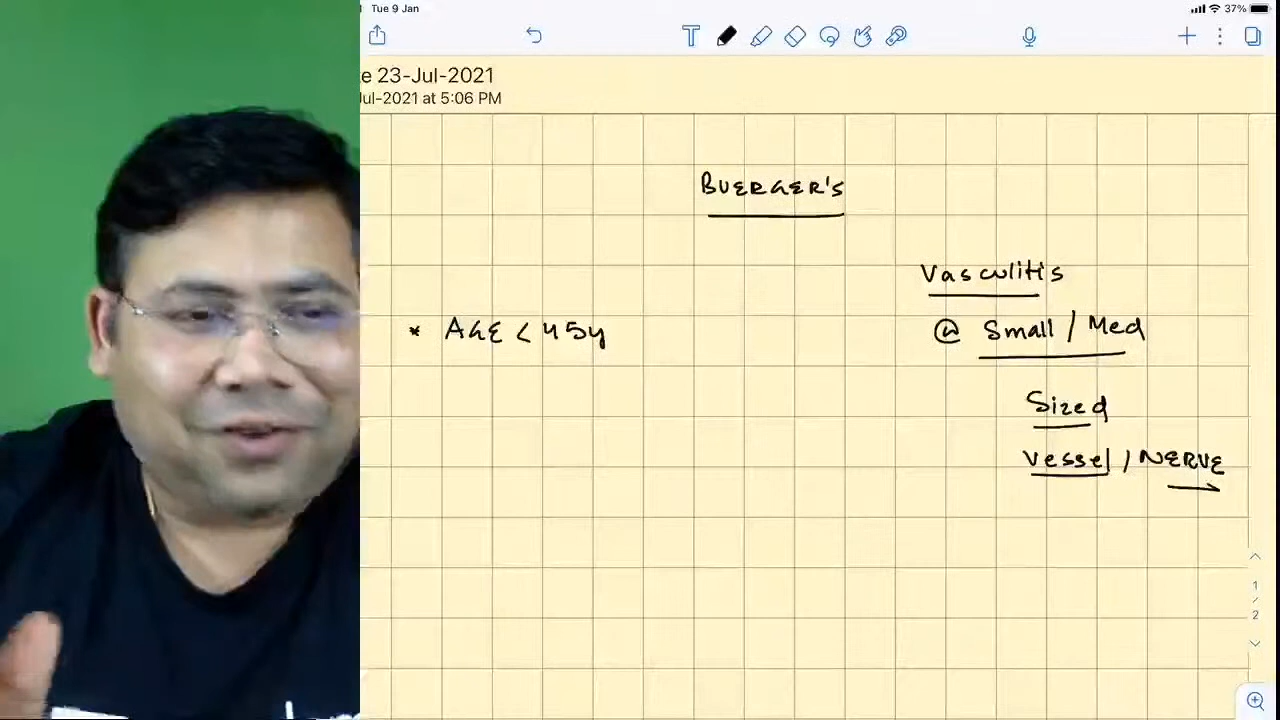 Tue 9 Jan
37%
e 23-Jul-2021
Jul-2021 at 5:06 PM
BUERGER's
Vasculitis
* AGE < 45y
@ Small / Med
Sized
Vessel / NERVE
1
/
2